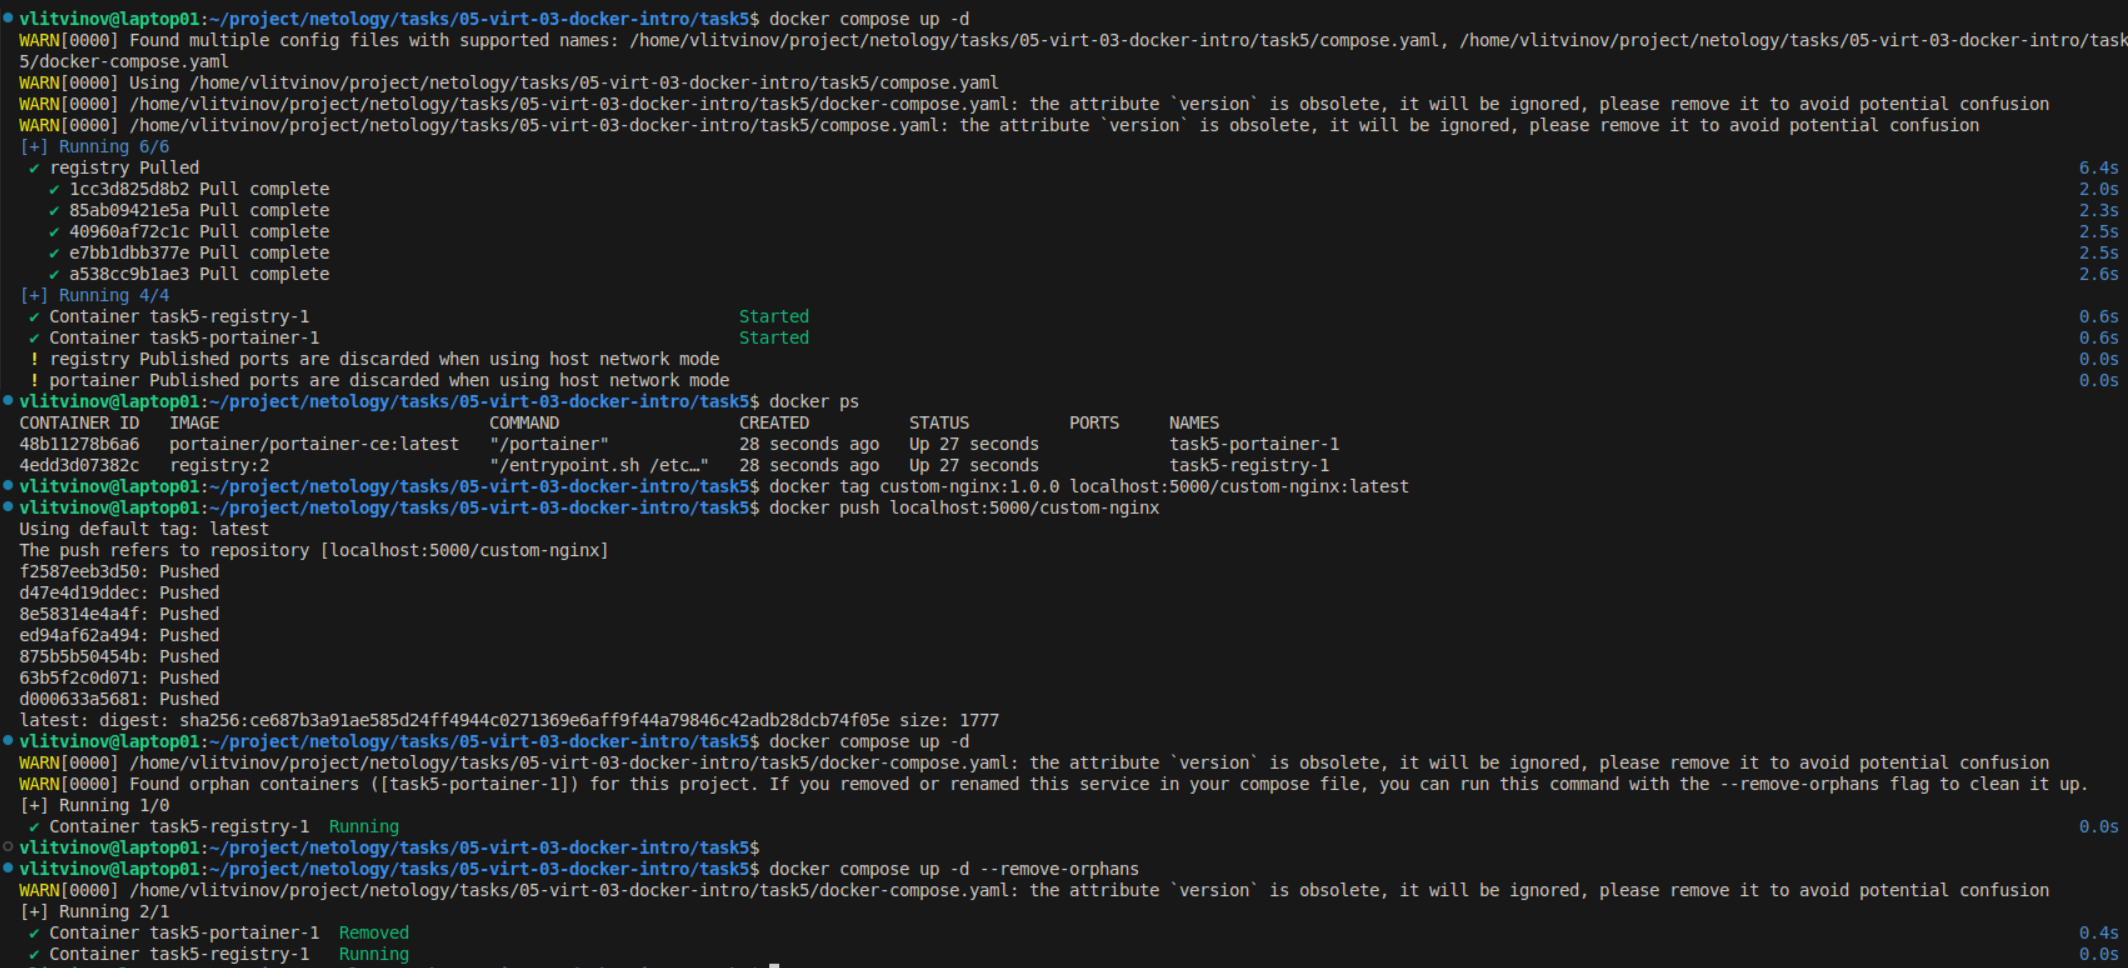 vlitvinov@laptop01:~/project/netology/tasks/05-virt-03-docker-intro/task5$ docker compose up -d
WARN[0000] Found multiple config files with supported names: /home/vlitvinov/project/netology/tasks/05-virt-03-docker-intro/task5/compose.yaml, /home/vlitvinov/project/netology/tasks/05-virt-03-docker-intro/task
5/docker-compose.yaml
WARN[0000] Using /home/vlitvinov/project/netology/tasks/05-virt-03-docker-intro/task5/compose.yaml
WARN[0000] /home/vlitvinov/project/netology/tasks/05-virt-03-docker-intro/task5/docker-compose.yaml: the attribute `version` is obsolete, it will be ignored, please remove it to avoid potential confusion
WARN[0000] /home/vlitvinov/project/netology/tasks/05-virt-03-docker-intro/task5/compose.yaml: the attribute `version` is obsolete, it will be ignored, please remove it to avoid potential confusion
[+] Running 6/6
✔ registry Pulled 6.4s
✔ 1cc3d825d8b2 Pull complete 2.0s
✔ 85ab09421e5a Pull complete 2.3s
✔ 40960af72c1c Pull complete 2.5s
✔ e7bb1dbb377e Pull complete 2.5s
✔ a538cc9b1ae3 Pull complete 2.6s
[+] Running 4/4
✔ Container task5-registry-1 Started 0.6s
✔ Container task5-portainer-1 Started 0.6s
! registry Published ports are discarded when using host network mode 0.0s
! portainer Published ports are discarded when using host network mode 0.0s
vlitvinov@laptop01:~/project/netology/tasks/05-virt-03-docker-intro/task5$ docker ps
CONTAINER ID IMAGE COMMAND CREATED STATUS PORTS NAMES
48b11278b6a6 portainer/portainer-ce:latest "/portainer" 28 seconds ago Up 27 seconds task5-portainer-1
4edd3d07382c registry:2 "/entrypoint.sh /etc…" 28 seconds ago Up 27 seconds task5-registry-1
vlitvinov@laptop01:~/project/netology/tasks/05-virt-03-docker-intro/task5$ docker tag custom-nginx:1.0.0 localhost:5000/custom-nginx:latest
vlitvinov@laptop01:~/project/netology/tasks/05-virt-03-docker-intro/task5$ docker push localhost:5000/custom-nginx
Using default tag: latest
The push refers to repository [localhost:5000/custom-nginx]
f2587eeb3d50: Pushed
d47e4d19ddec: Pushed
8e58314e4a4f: Pushed
ed94af62a494: Pushed
875b5b50454b: Pushed
63b5f2c0d071: Pushed
d000633a5681: Pushed
latest: digest: sha256:ce687b3a91ae585d24ff4944c0271369e6aff9f44a79846c42adb28dcb74f05e size: 1777
vlitvinov@laptop01:~/project/netology/tasks/05-virt-03-docker-intro/task5$ docker compose up -d
WARN[0000] /home/vlitvinov/project/netology/tasks/05-virt-03-docker-intro/task5/docker-compose.yaml: the attribute `version` is obsolete, it will be ignored, please remove it to avoid potential confusion
WARN[0000] Found orphan containers ([task5-portainer-1]) for this project. If you removed or renamed this service in your compose file, you can run this command with the --remove-orphans flag to clean it up.
[+] Running 1/0
✔ Container task5-registry-1 Running 0.0s
vlitvinov@laptop01:~/project/netology/tasks/05-virt-03-docker-intro/task5$
vlitvinov@laptop01:~/project/netology/tasks/05-virt-03-docker-intro/task5$ docker compose up -d --remove-orphans
WARN[0000] /home/vlitvinov/project/netology/tasks/05-virt-03-docker-intro/task5/docker-compose.yaml: the attribute `version` is obsolete, it will be ignored, please remove it to avoid potential confusion
[+] Running 2/1
✔ Container task5-portainer-1 Removed 0.4s
✔ Container task5-registry-1 Running 0.0s